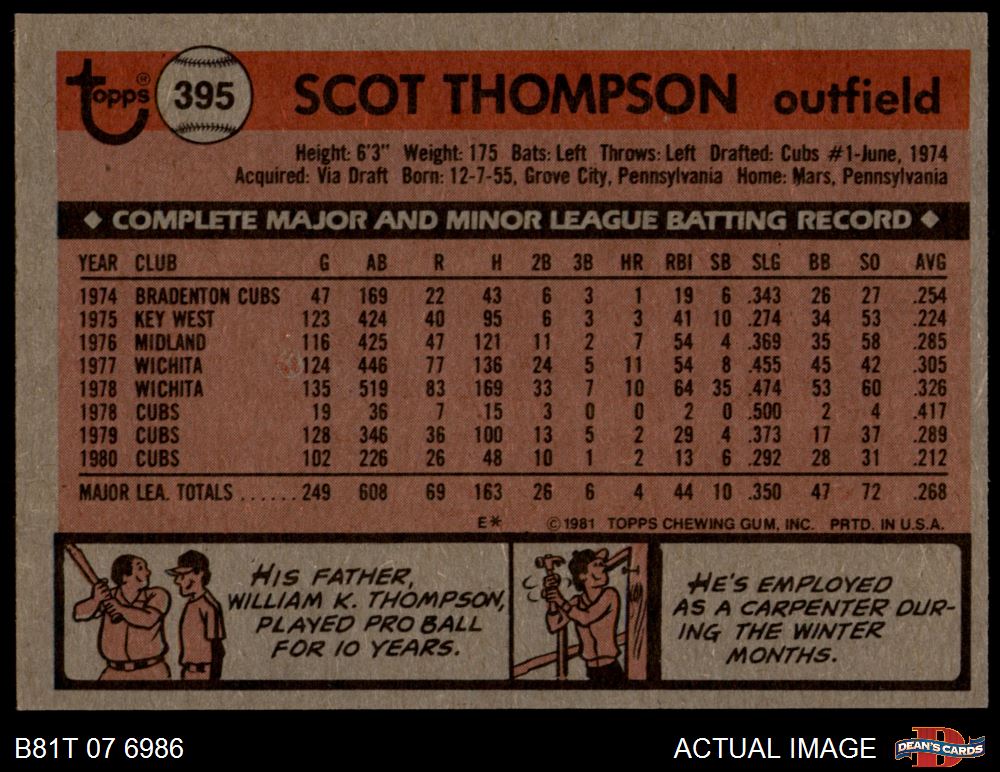 topps® 395 SCOT THOMPSON outfield
Height: 6'3" Weight: 175 Bats: Left Throws: Left Drafted: Cubs #1-June, 1974
Acquired: Via Draft Born: 12-7-55, Grove City, Pennsylvania Home: Mars, Pennsylvania
◆ COMPLETE MAJOR AND MINOR LEAGUE BATTING RECORD ◆
YEAR CLUB G AB R H 2B 3B HR RBI SB SLG BB SO AVG
1974 BRADENTON CUBS 47 169 22 43 6 3 1 19 6 .343 26 27 .254
1975 KEY WEST 123 424 40 95 6 3 3 41 10 .274 34 53 .224
1976 MIDLAND 116 425 47 121 11 2 7 54 4 .369 35 58 .285
1977 WICHITA 124 446 77 136 24 5 11 54 8 .455 45 42 .305
1978 WICHITA 135 519 83 169 33 7 10 64 35 .474 53 60 .326
1978 CUBS 19 36 7 15 3 0 0 2 0 .500 2 4 .417
1979 CUBS 128 346 36 100 13 5 2 29 4 .373 17 37 .289
1980 CUBS 102 226 26 48 10 1 2 13 6 .292 28 31 .212
MAJOR LEA. TOTALS ...... 249 608 69 163 26 6 4 44 10 .350 47 72 .268
E* ©1981 TOPPS CHEWING GUM, INC. PRTD. IN U.S.A.
HIS FATHER,
WILLIAM K. THOMPSON,
PLAYED PRO BALL
FOR 10 YEARS.
HE'S EMPLOYED
AS A CARPENTER DUR-
ING THE WINTER
MONTHS.
B81T 07 6986 ACTUAL IMAGE D DEAN'S CARDS